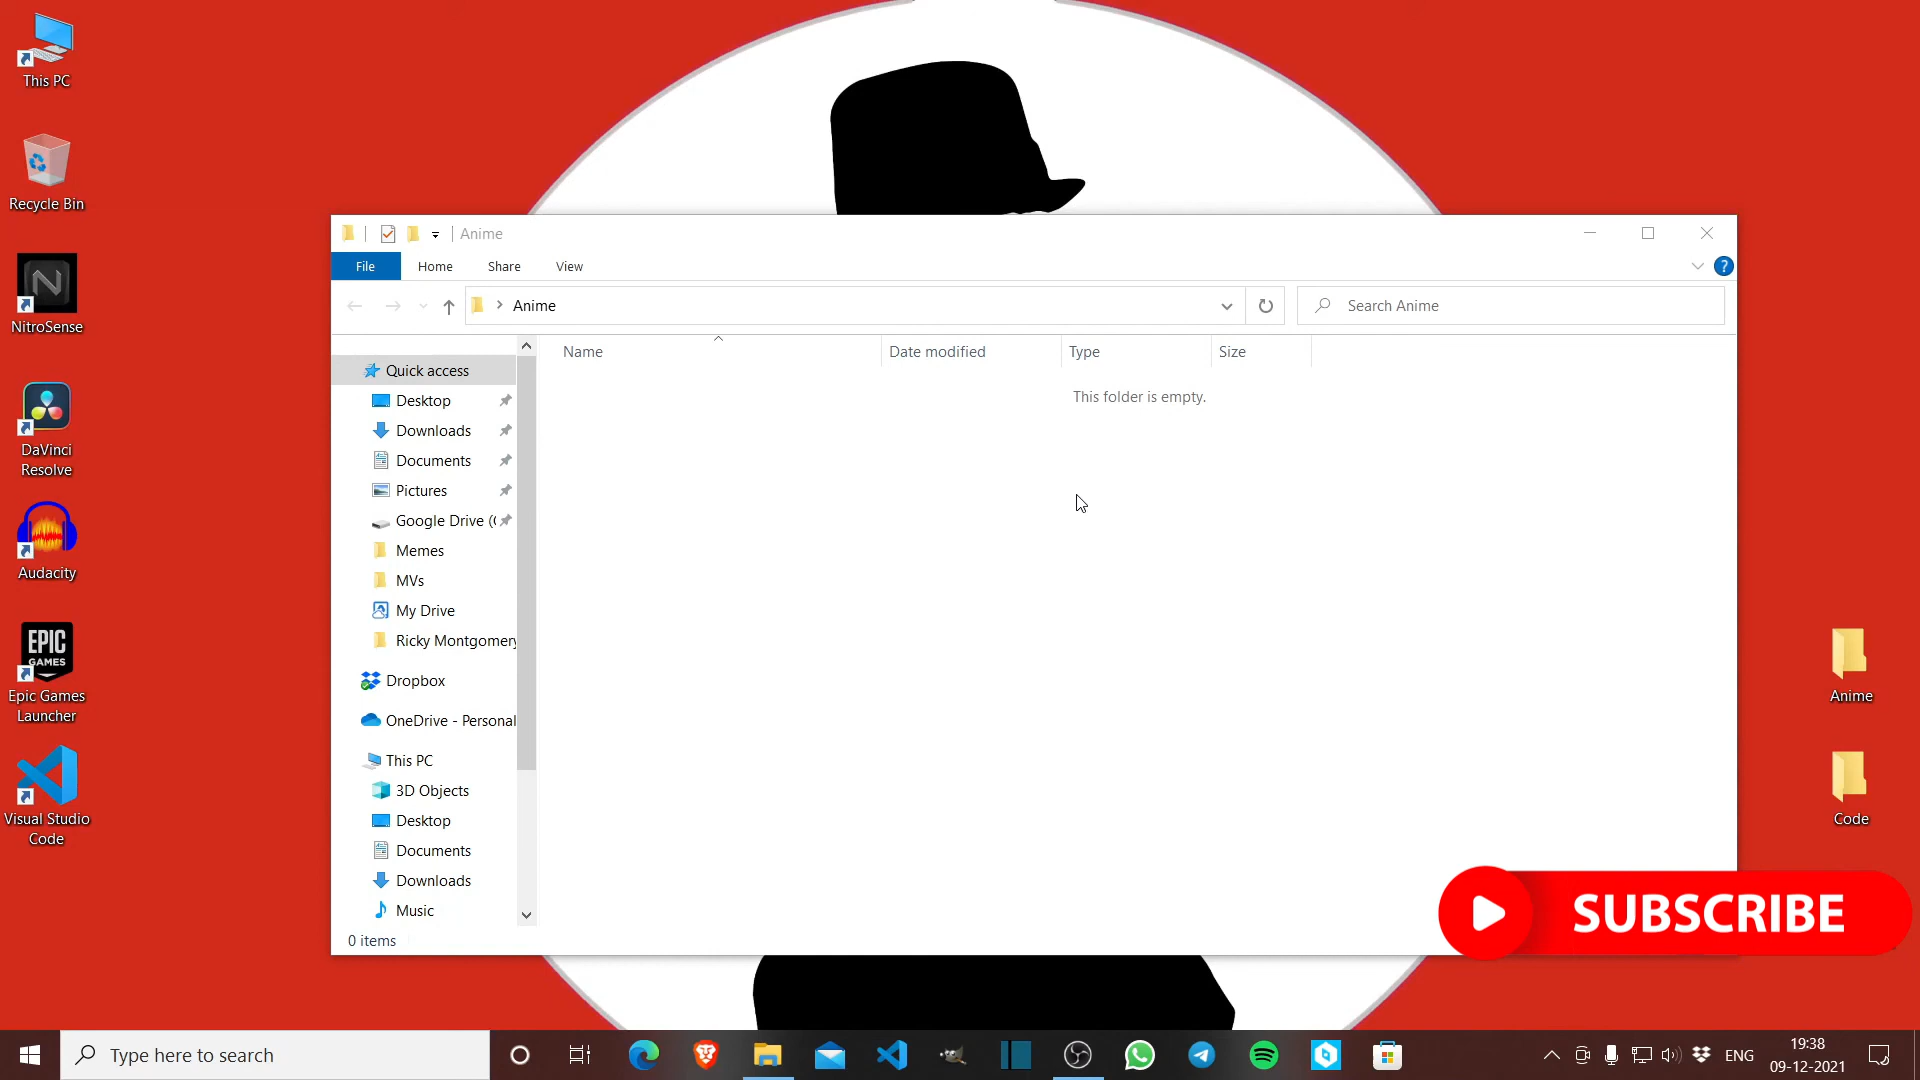 This PC
Recycle Bin
NitroSense
DaVinci
Resolve
Audacity
EPIC
GAMES
Epic Games
Launcher
Visual Studio
Code
Anime
File
Home
Share
View
?
Anime
Search Anime
Name
Date modified
Type
Size
This folder is empty.
Quick access
Desktop
Downloads
Documents
Pictures
Google Drive (
Memes
MVs
My Drive
Ricky Montgomery
Dropbox
OneDrive - Personal
This PC
3D Objects
Desktop
Documents
Downloads
Music
0 items
Anime
Code
SUBSCRIBE
Type here to search
ENG
19:38
09-12-2021